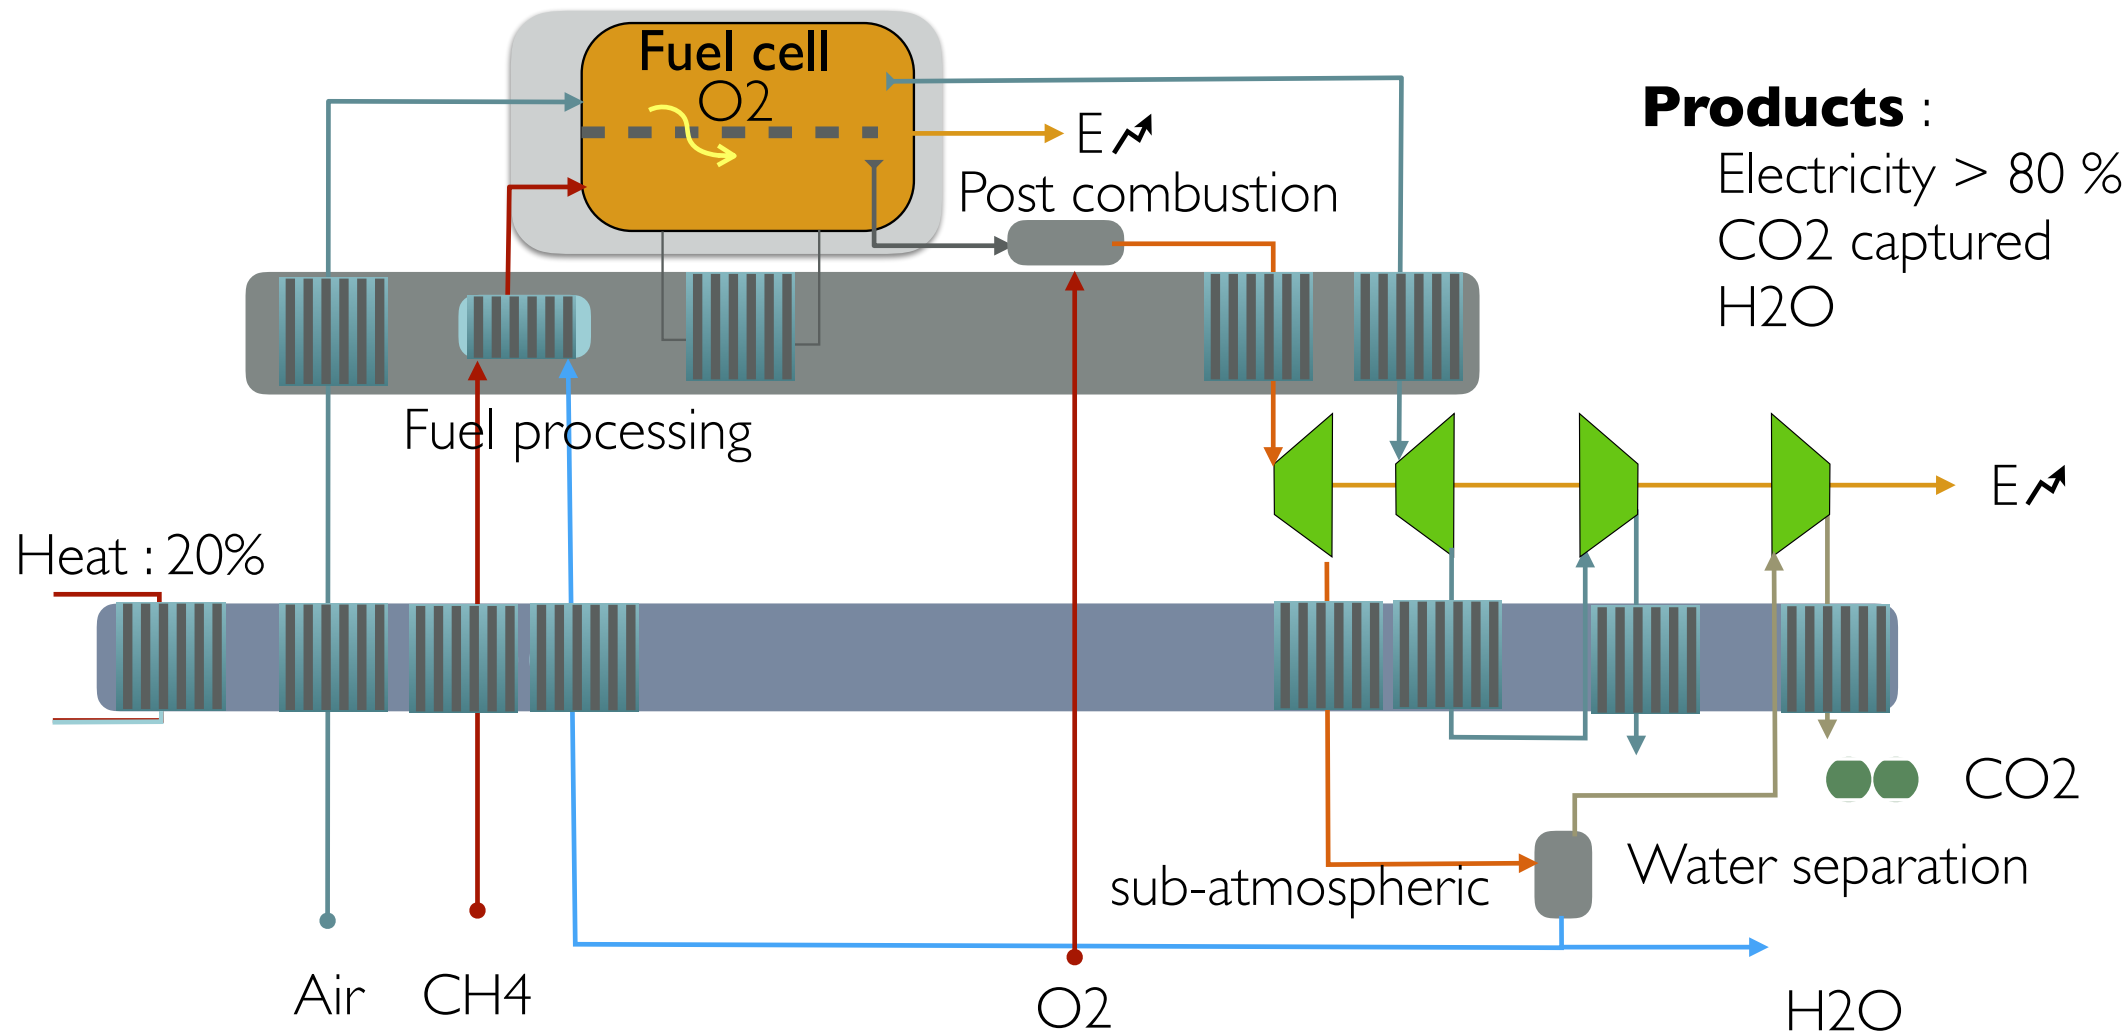 Fuel cell
O2
E
Post combustion
Products :
Electricity > 80 %
CO2 captured
H2O
Fuel processing
E
Heat : 20%
CO2
Water separation
sub-atmospheric
Air
CH4
O2
H2O